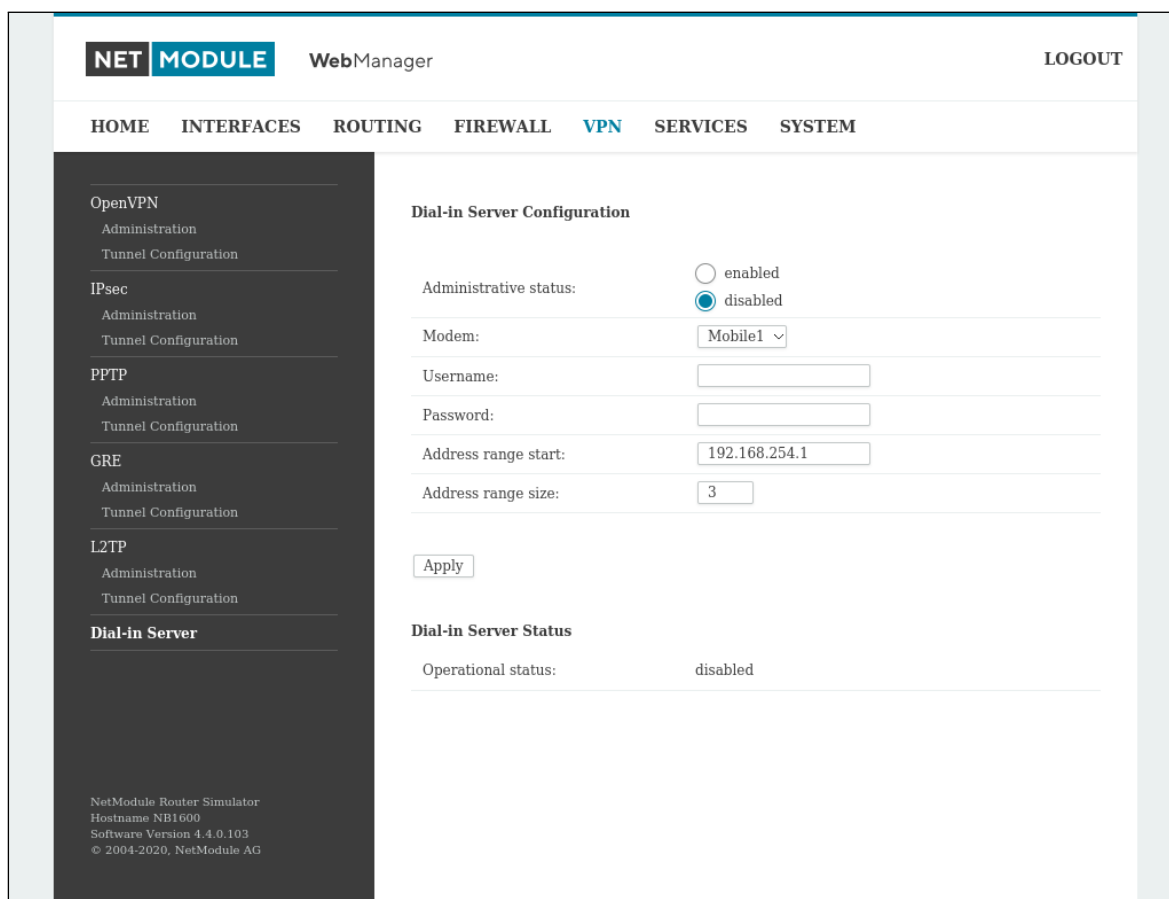 NET MODULE WebManager LOGOUT
HOME INTERFACES ROUTING FIREWALL VPN SERVICES SYSTEM
OpenVPN
Administration
Tunnel Configuration
IPsec
Administration
Tunnel Configuration
PPTP
Administration
Tunnel Configuration
GRE
Administration
Tunnel Configuration
L2TP
Administration
Tunnel Configuration
Dial-in Server
NetModule Router Simulator
Hostname NB1600
Software Version 4.4.0.103
© 2004-2020, NetModule AG
Dial-in Server Configuration
Administrative status:
enabled
disabled
Modem: Mobile1
Username:
Password:
Address range start: 192.168.254.1
Address range size: 3
Apply
Dial-in Server Status
Operational status: disabled